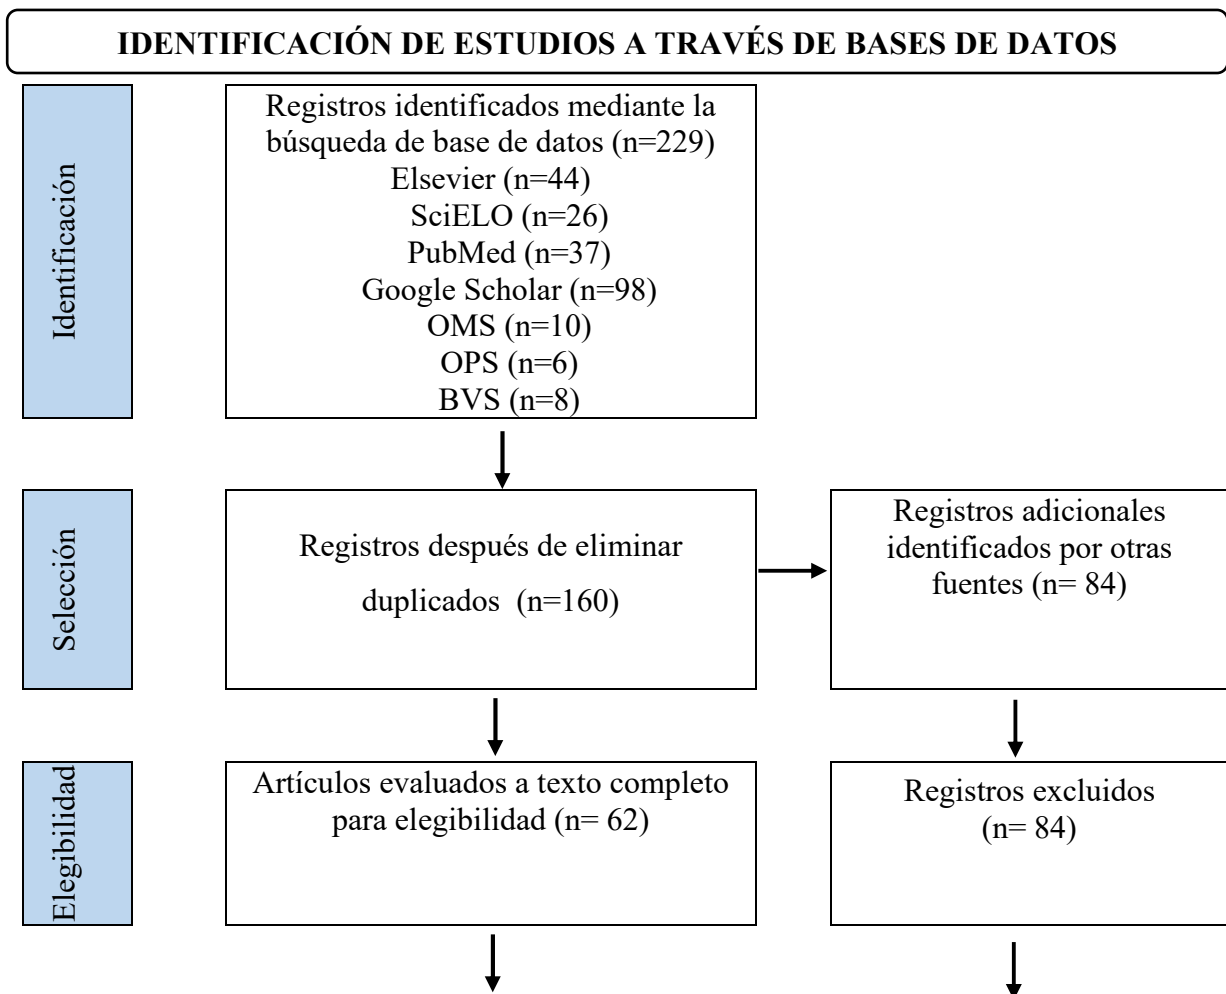 IDENTIFICACIÓN DE ESTUDIOS A TRAVÉS DE BASES DE DATOS
Identificación
Registros identificados mediante la
búsqueda de base de datos (n=229)
Elsevier (n=44)
SciELO (n=26)
PubMed (n=37)
Google Scholar (n=98)
OMS (n=10)
OPS (n=6)
BVS (n=8)
Selección
Registros después de eliminar
duplicados (n=160)
Registros adicionales
identificados por otras
fuentes (n= 84)
Elegibilidad
Artículos evaluados a texto completo
para elegibilidad (n= 62)
Registros excluidos
(n= 84)